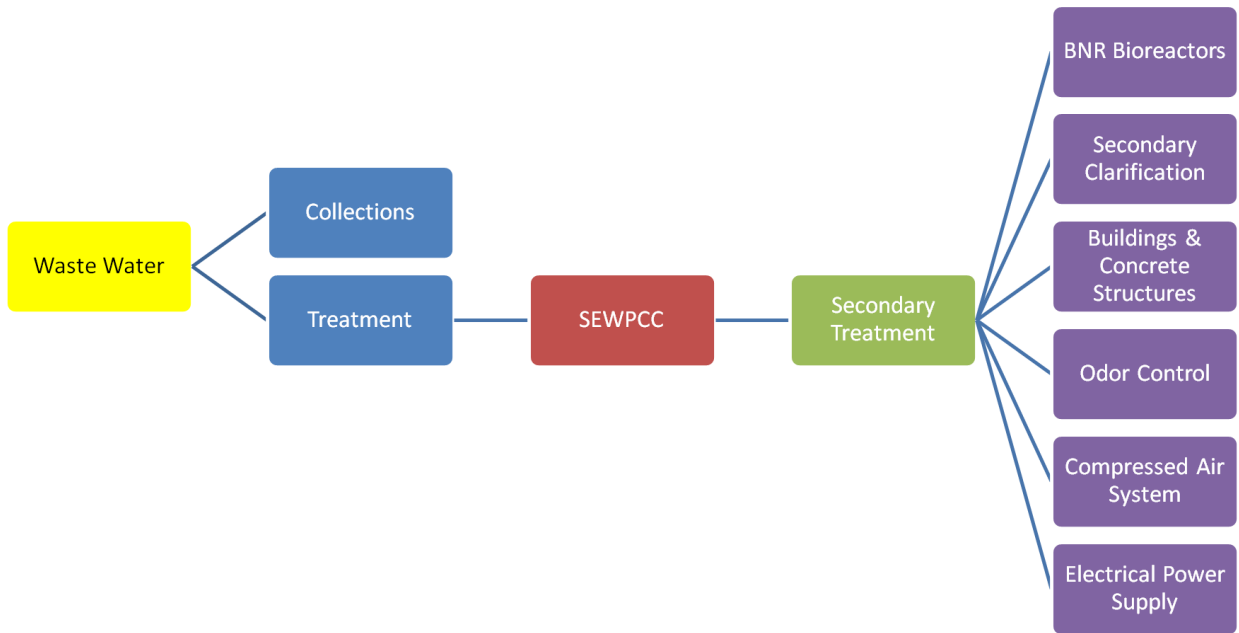 Waste Water
Collections
Treatment
SEWPCC
Secondary
Treatment
BNR Bioreactors
Secondary
Clarification
Buildings &
Concrete
Structures
Odor Control
Compressed Air
System
Electrical Power
Supply